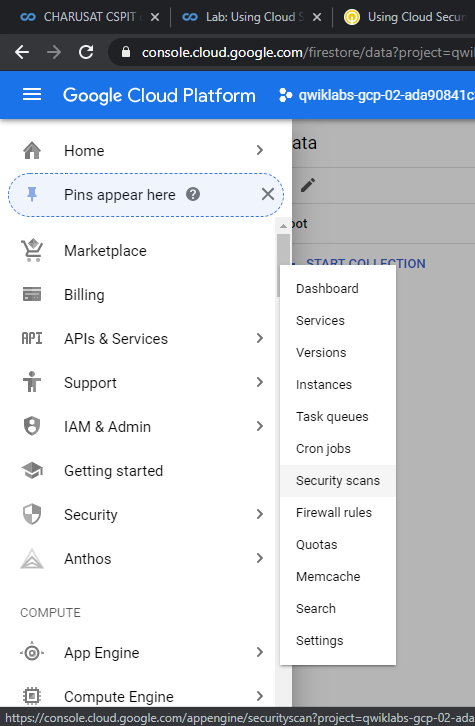 CHARUSAT CSPIT
Lab: Using Cloud S
Using Cloud Secur
console.cloud.google.com/firestore/data?project=qwi
Google Cloud Platform
qwiklabs-gcp-02-ada90841c
Home
ata
Pins appear here
oot
START COLLECTION
Marketplace
Billing
API APIs & Services
Support
IAM & Admin
Getting started
Security
Anthos
COMPUTE
App Engine
Compute Engine
Dashboard
Services
Versions
Instances
Task queues
Cron jobs
Security scans
Firewall rules
Quotas
Memcache
Search
Settings
https://console.cloud.google.com/appengine/securityscan?project=qwiklabs-gcp-02-ada